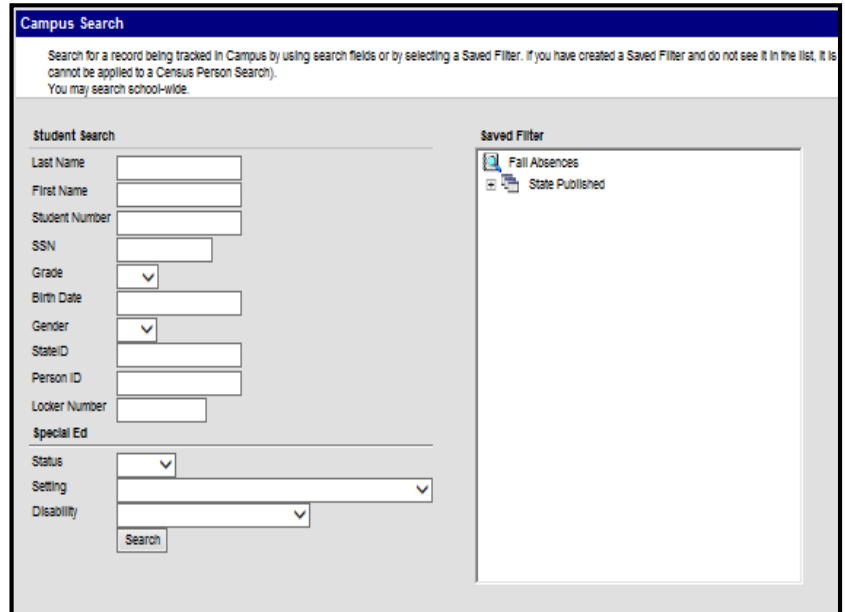 Campus Search
Search for a record being tracked in Campus by using search fields or by selecting a Saved Filter. If you have created a Saved Filter and do not see it in the list, it is
cannot be applied to a Census Person Search).
You may search school-wide.
Student Search
Last Name
First Name
Student Number
SSN
Grade
Birth Date
Gender
StateID
Person ID
Locker Number
Special Ed
Status
Setting
Disability
Search
Saved Filter
Fall Absences
State Published